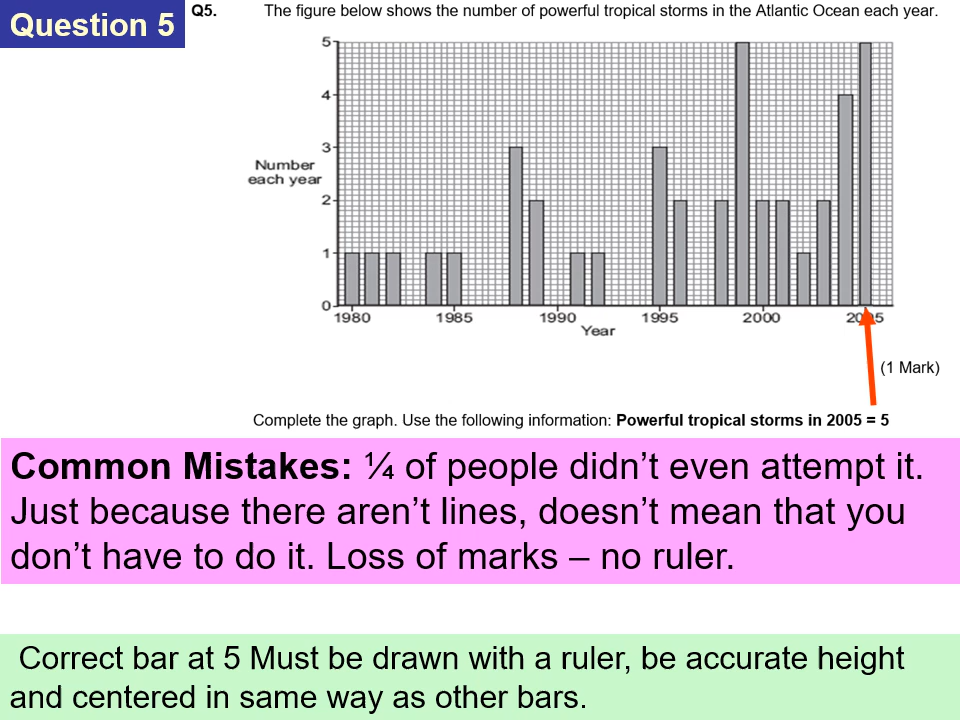 Question 5
Q5. The figure below shows the number of powerful tropical storms in the Atlantic Ocean each year.
5
4
3
Number
each year
2
1
0
1980 1985 1990 1995 2000 2005
Year
(1 Mark)
Complete the graph. Use the following information: Powerful tropical storms in 2005 = 5
Common Mistakes: ¼ of people didn’t even attempt it.
Just because there aren’t lines, doesn’t mean that you
don’t have to do it. Loss of marks – no ruler.
Correct bar at 5 Must be drawn with a ruler, be accurate height
and centered in same way as other bars.